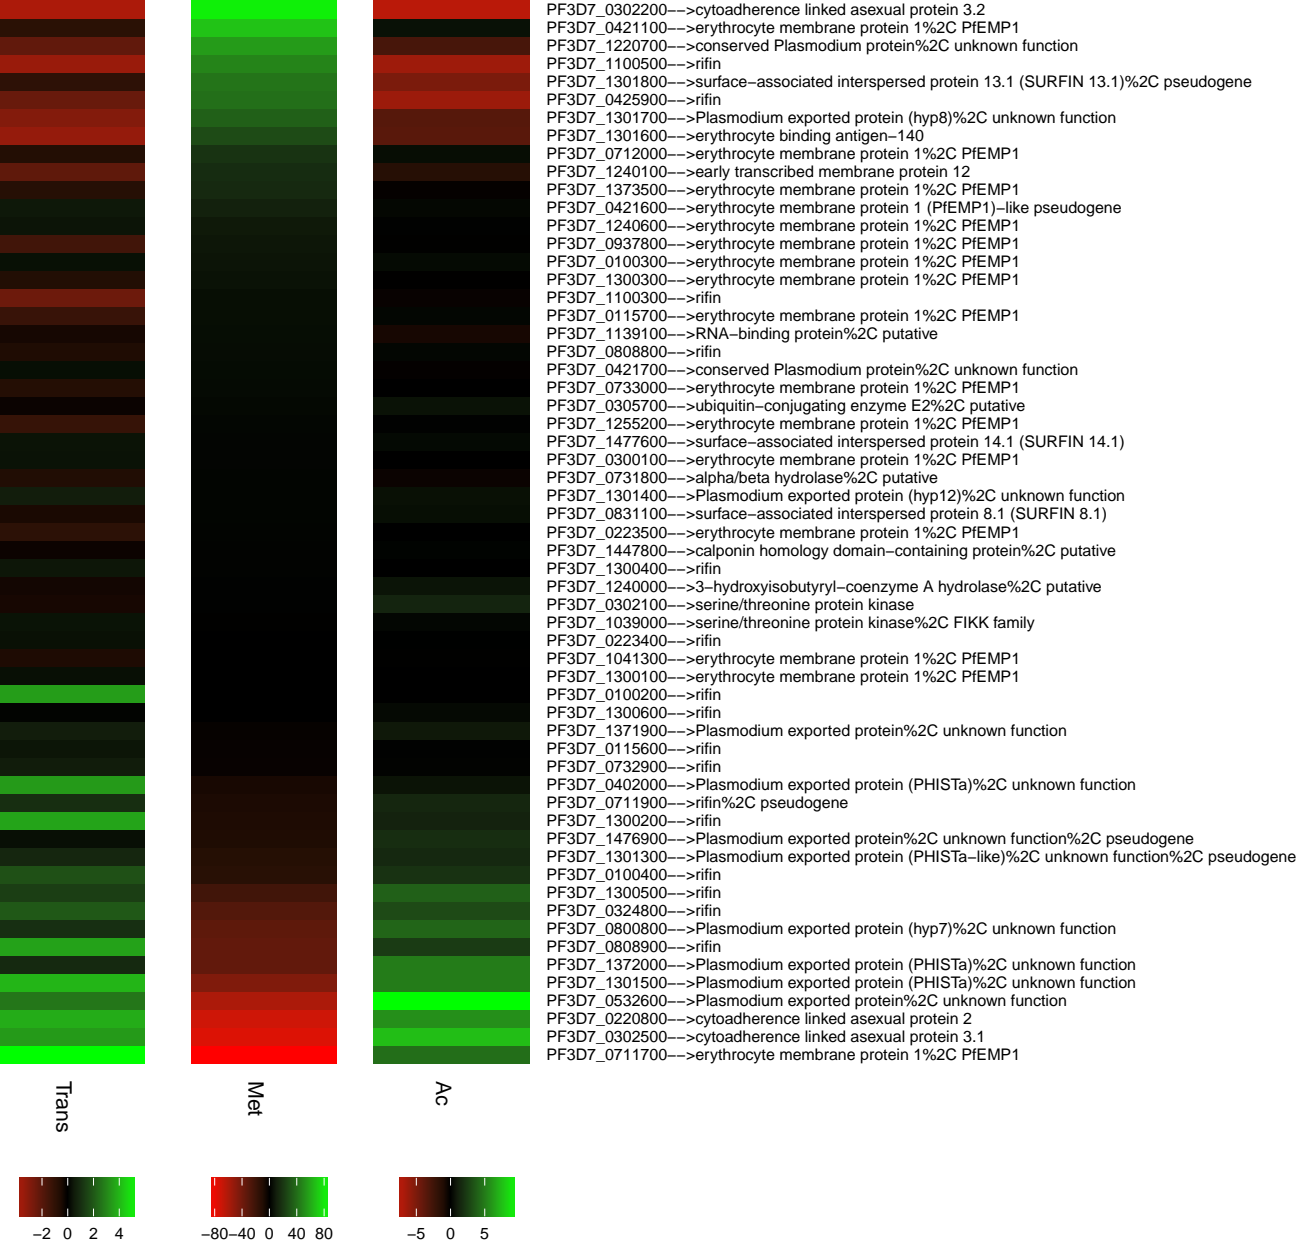 PF3D7_0302200−−>cytoadherence linked asexual protein 3.2
PF3D7_0421100−−>erythrocyte membrane protein 1%2C PfEMP1
PF3D7_1220700−−>conserved Plasmodium protein%2C unknown function
PF3D7_1100500−−>rifin
PF3D7_1301800−−>surface−associated interspersed protein 13.1 (SURFIN 13.1)%2C pseudogene
PF3D7_0425900−−>rifin
PF3D7_1301700−−>Plasmodium exported protein (hyp8)%2C unknown function
PF3D7_1301600−−>erythrocyte binding antigen−140
PF3D7_0712000−−>erythrocyte membrane protein 1%2C PfEMP1
PF3D7_1240100−−>early transcribed membrane protein 12
PF3D7_1373500−−>erythrocyte membrane protein 1%2C PfEMP1
PF3D7_0421600−−>erythrocyte membrane protein 1 (PfEMP1)−like pseudogene
PF3D7_1240600−−>erythrocyte membrane protein 1%2C PfEMP1
PF3D7_0937800−−>erythrocyte membrane protein 1%2C PfEMP1
PF3D7_0100300−−>erythrocyte membrane protein 1%2C PfEMP1
PF3D7_1300300−−>erythrocyte membrane protein 1%2C PfEMP1
PF3D7_1100300−−>rifin
PF3D7_0115700−−>erythrocyte membrane protein 1%2C PfEMP1
PF3D7_1139100−−>RNA−binding protein%2C putative
PF3D7_0808800−−>rifin
PF3D7_0421700−−>conserved Plasmodium protein%2C unknown function
PF3D7_0733000−−>erythrocyte membrane protein 1%2C PfEMP1
PF3D7_0305700−−>ubiquitin−conjugating enzyme E2%2C putative
PF3D7_1255200−−>erythrocyte membrane protein 1%2C PfEMP1
PF3D7_1477600−−>surface−associated interspersed protein 14.1 (SURFIN 14.1)
PF3D7_0300100−−>erythrocyte membrane protein 1%2C PfEMP1
PF3D7_0731800−−>alpha/beta hydrolase%2C putative
PF3D7_1301400−−>Plasmodium exported protein (hyp12)%2C unknown function
PF3D7_0831100−−>surface−associated interspersed protein 8.1 (SURFIN 8.1)
PF3D7_0223500−−>erythrocyte membrane protein 1%2C PfEMP1
PF3D7_1447800−−>calponin homology domain−containing protein%2C putative
PF3D7_1300400−−>rifin
PF3D7_1240000−−>3−hydroxyisobutyryl−coenzyme A hydrolase%2C putative
PF3D7_0302100−−>serine/threonine protein kinase
PF3D7_1039000−−>serine/threonine protein kinase%2C FIKK family
PF3D7_0223400−−>rifin
PF3D7_1041300−−>erythrocyte membrane protein 1%2C PfEMP1
PF3D7_1300100−−>erythrocyte membrane protein 1%2C PfEMP1
PF3D7_0100200−−>rifin
PF3D7_1300600−−>rifin
PF3D7_1371900−−>Plasmodium exported protein%2C unknown function
PF3D7_0115600−−>rifin
PF3D7_0732900−−>rifin
PF3D7_0402000−−>Plasmodium exported protein (PHISTa)%2C unknown function
PF3D7_0711900−−>rifin%2C pseudogene
PF3D7_1300200−−>rifin
PF3D7_1476900−−>Plasmodium exported protein%2C unknown function%2C pseudogene
PF3D7_1301300−−>Plasmodium exported protein (PHISTa−like)%2C unknown function%2C pseudogene
PF3D7_0100400−−>rifin
PF3D7_1300500−−>rifin
PF3D7_0324800−−>rifin
PF3D7_0800800−−>Plasmodium exported protein (hyp7)%2C unknown function
PF3D7_0808900−−>rifin
PF3D7_1372000−−>Plasmodium exported protein (PHISTa)%2C unknown function
PF3D7_1301500−−>Plasmodium exported protein (PHISTa)%2C unknown function
PF3D7_0532600−−>Plasmodium exported protein%2C unknown function
PF3D7_0220800−−>cytoadherence linked asexual protein 2
PF3D7_0302500−−>cytoadherence linked asexual protein 3.1
PF3D7_0711700−−>erythrocyte membrane protein 1%2C PfEMP1
Trans Met Ac
−2 0 2 4 −80 −40 0 40 80 −5 0 5